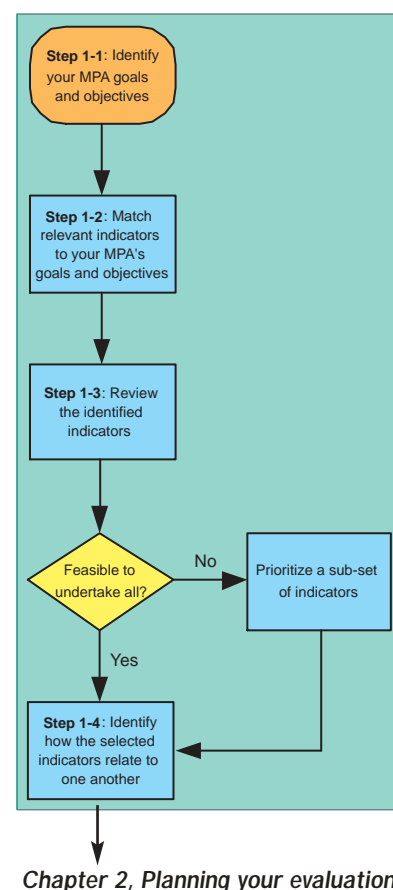 Step 1-1: Identify
your MPA goals
and objectives
Step 1-2: Match
relevant indicators
to your MPA's
goals and objectives
Step 1-3: Review
the identified
indicators
Feasible to
undertake all?
No
Prioritize a sub-set
of indicators
Yes
Step 1-4: Identify
how the selected
indicators relate to
one another
Chapter 2, Planning your evaluation